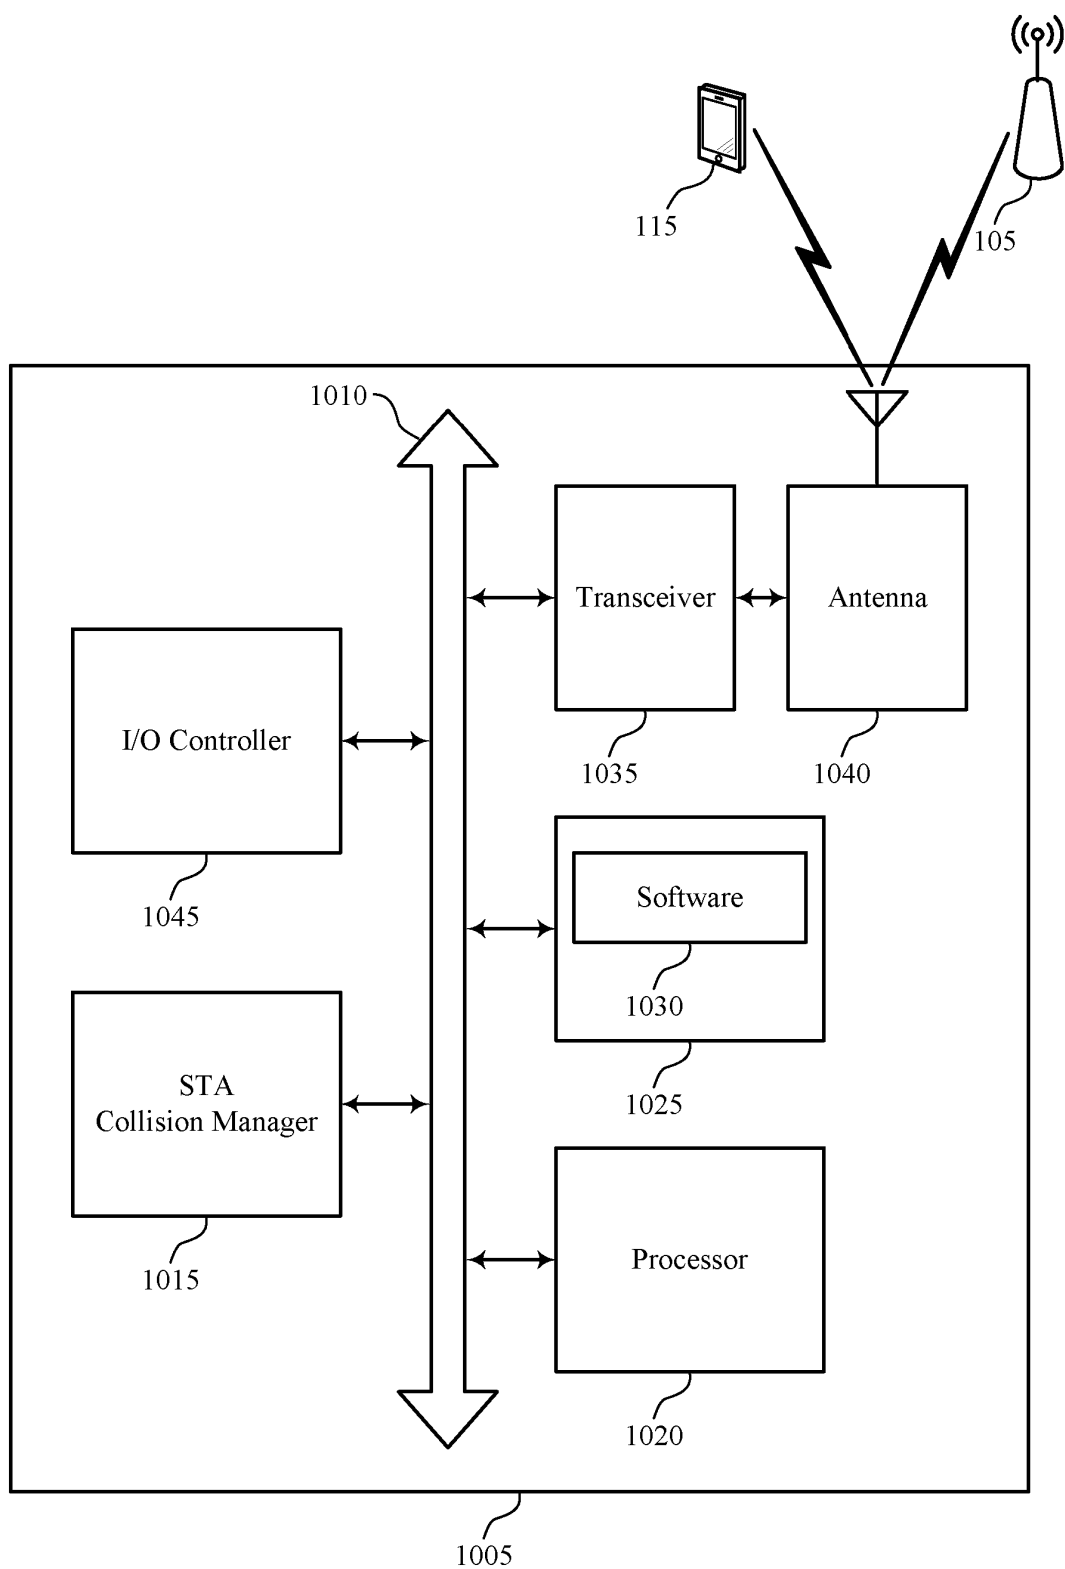 115
105
1010
Transceiver
Antenna
I/O Controller
1035
1040
Software
1045
1030
STA
Collision Manager
1025
Processor
1015
1020
1005